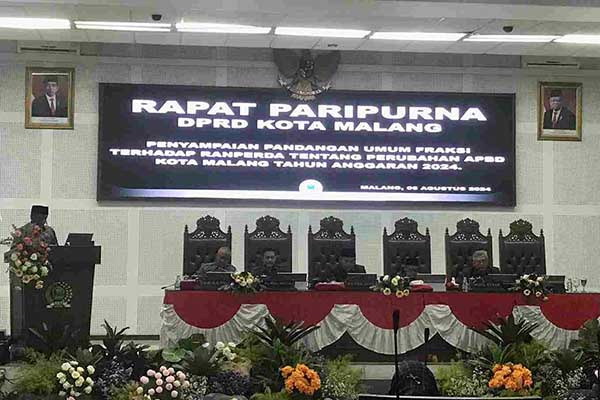 RAPAT PARIPURNA
DPRD KOTA MALANG
PENYAMPAIAN PANDANGAN UMUM FRAKSI
TERHADAP RANPERDA TENTANG PERUBAHAN APBD
KOTA MALANG TAHUN ANGGARAN 2024.
MALANG, 05 AGUSTUS 2024